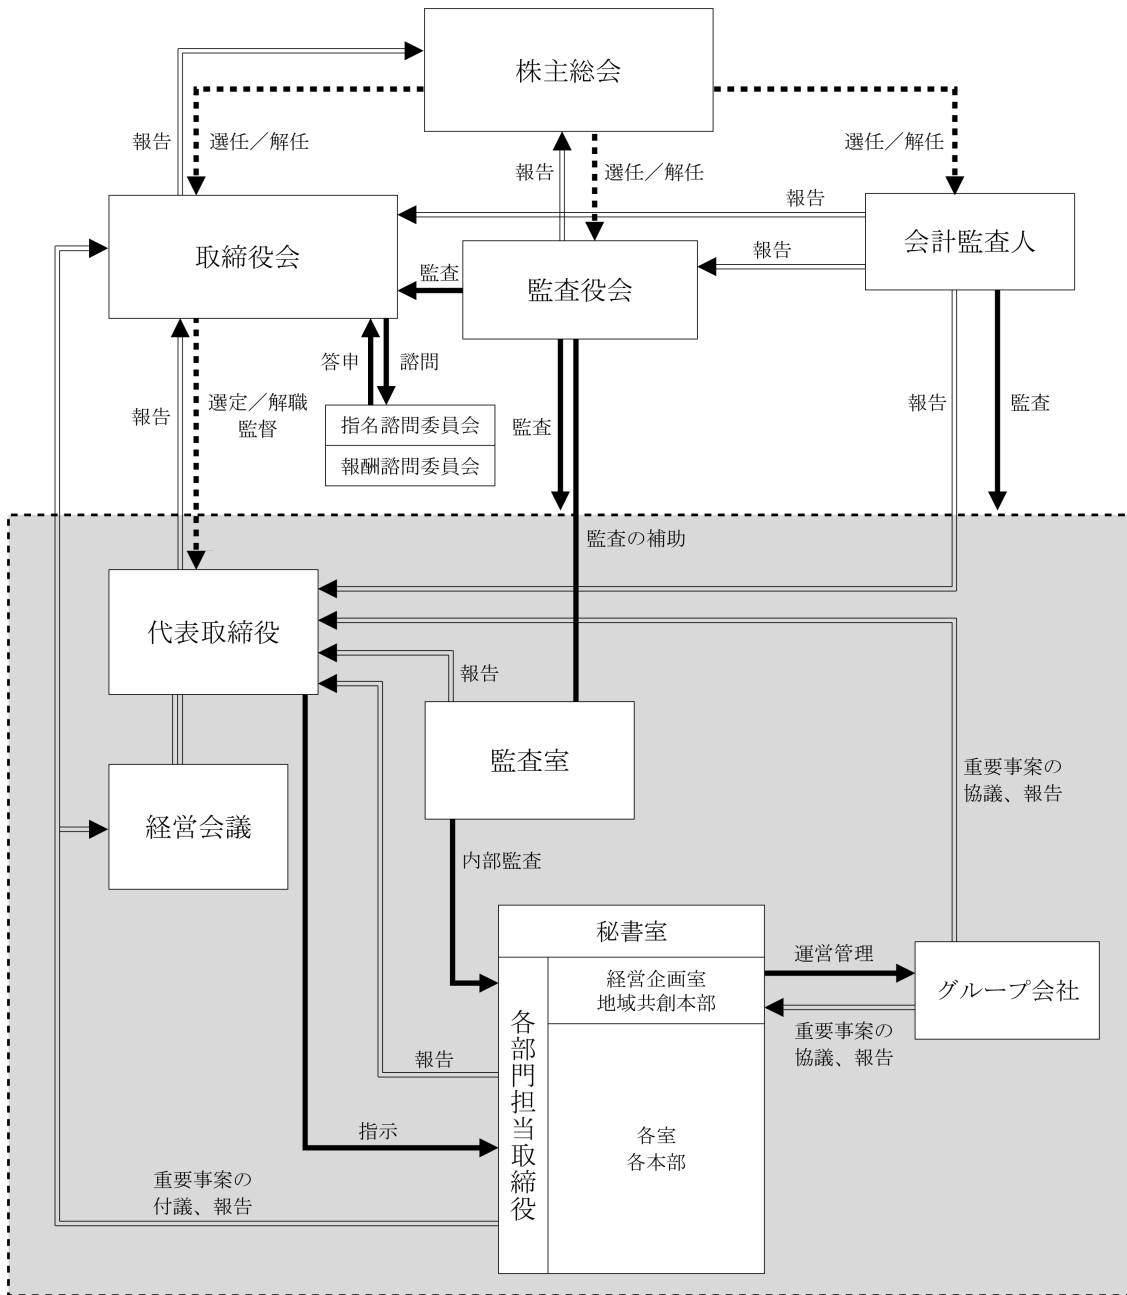 株主総会
報告
選任／解任
報告
選任／解任
選任／解任
報告
取締役会
監査
監査役会
報告
会計監査人
答申
諮問
報告
選定／解職
監督
指名諮問委員会
報酬諮問委員会
監査
報告
監査
監査の補助
代表取締役
報告
監査室
経営会議
重要事案の
協議、報告
内部監査
秘書室
経営企画室
地域共創本部
運営管理
グループ会社
重要事案の
協議、報告
各部門担当取締役
報告
指示
各室
各本部
重要事案の
付議、報告